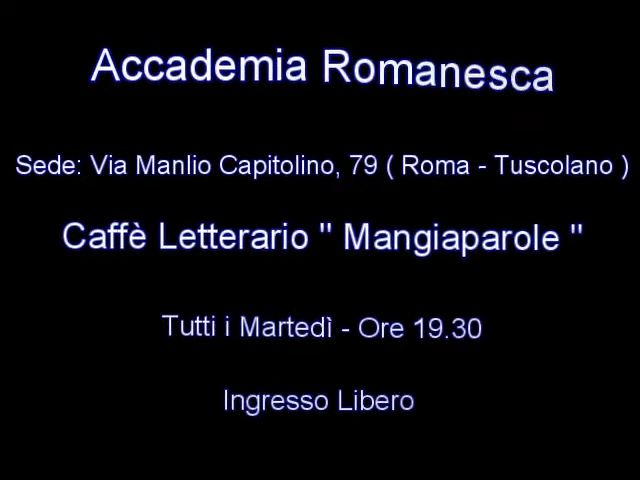 Accademia Romanesca
Sede: Via Manlio Capitolino, 79 ( Roma - Tuscolano )
Caffè Letterario " Mangiaparole "
Tutti i Martedì - Ore 19.30
Ingresso Libero